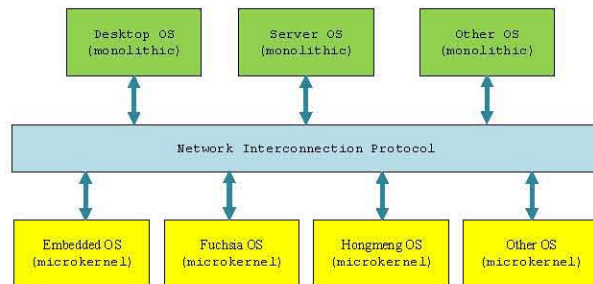 Desktop OS
(monolithic)
Server OS
(monolithic)
Other OS
(monolithic)
Network Interconnection Protocol
Embedded OS
(microkernel)
Fuchsia OS
(microkernel)
Hongmeng OS
(microkernel)
Other OS
(microkernel)